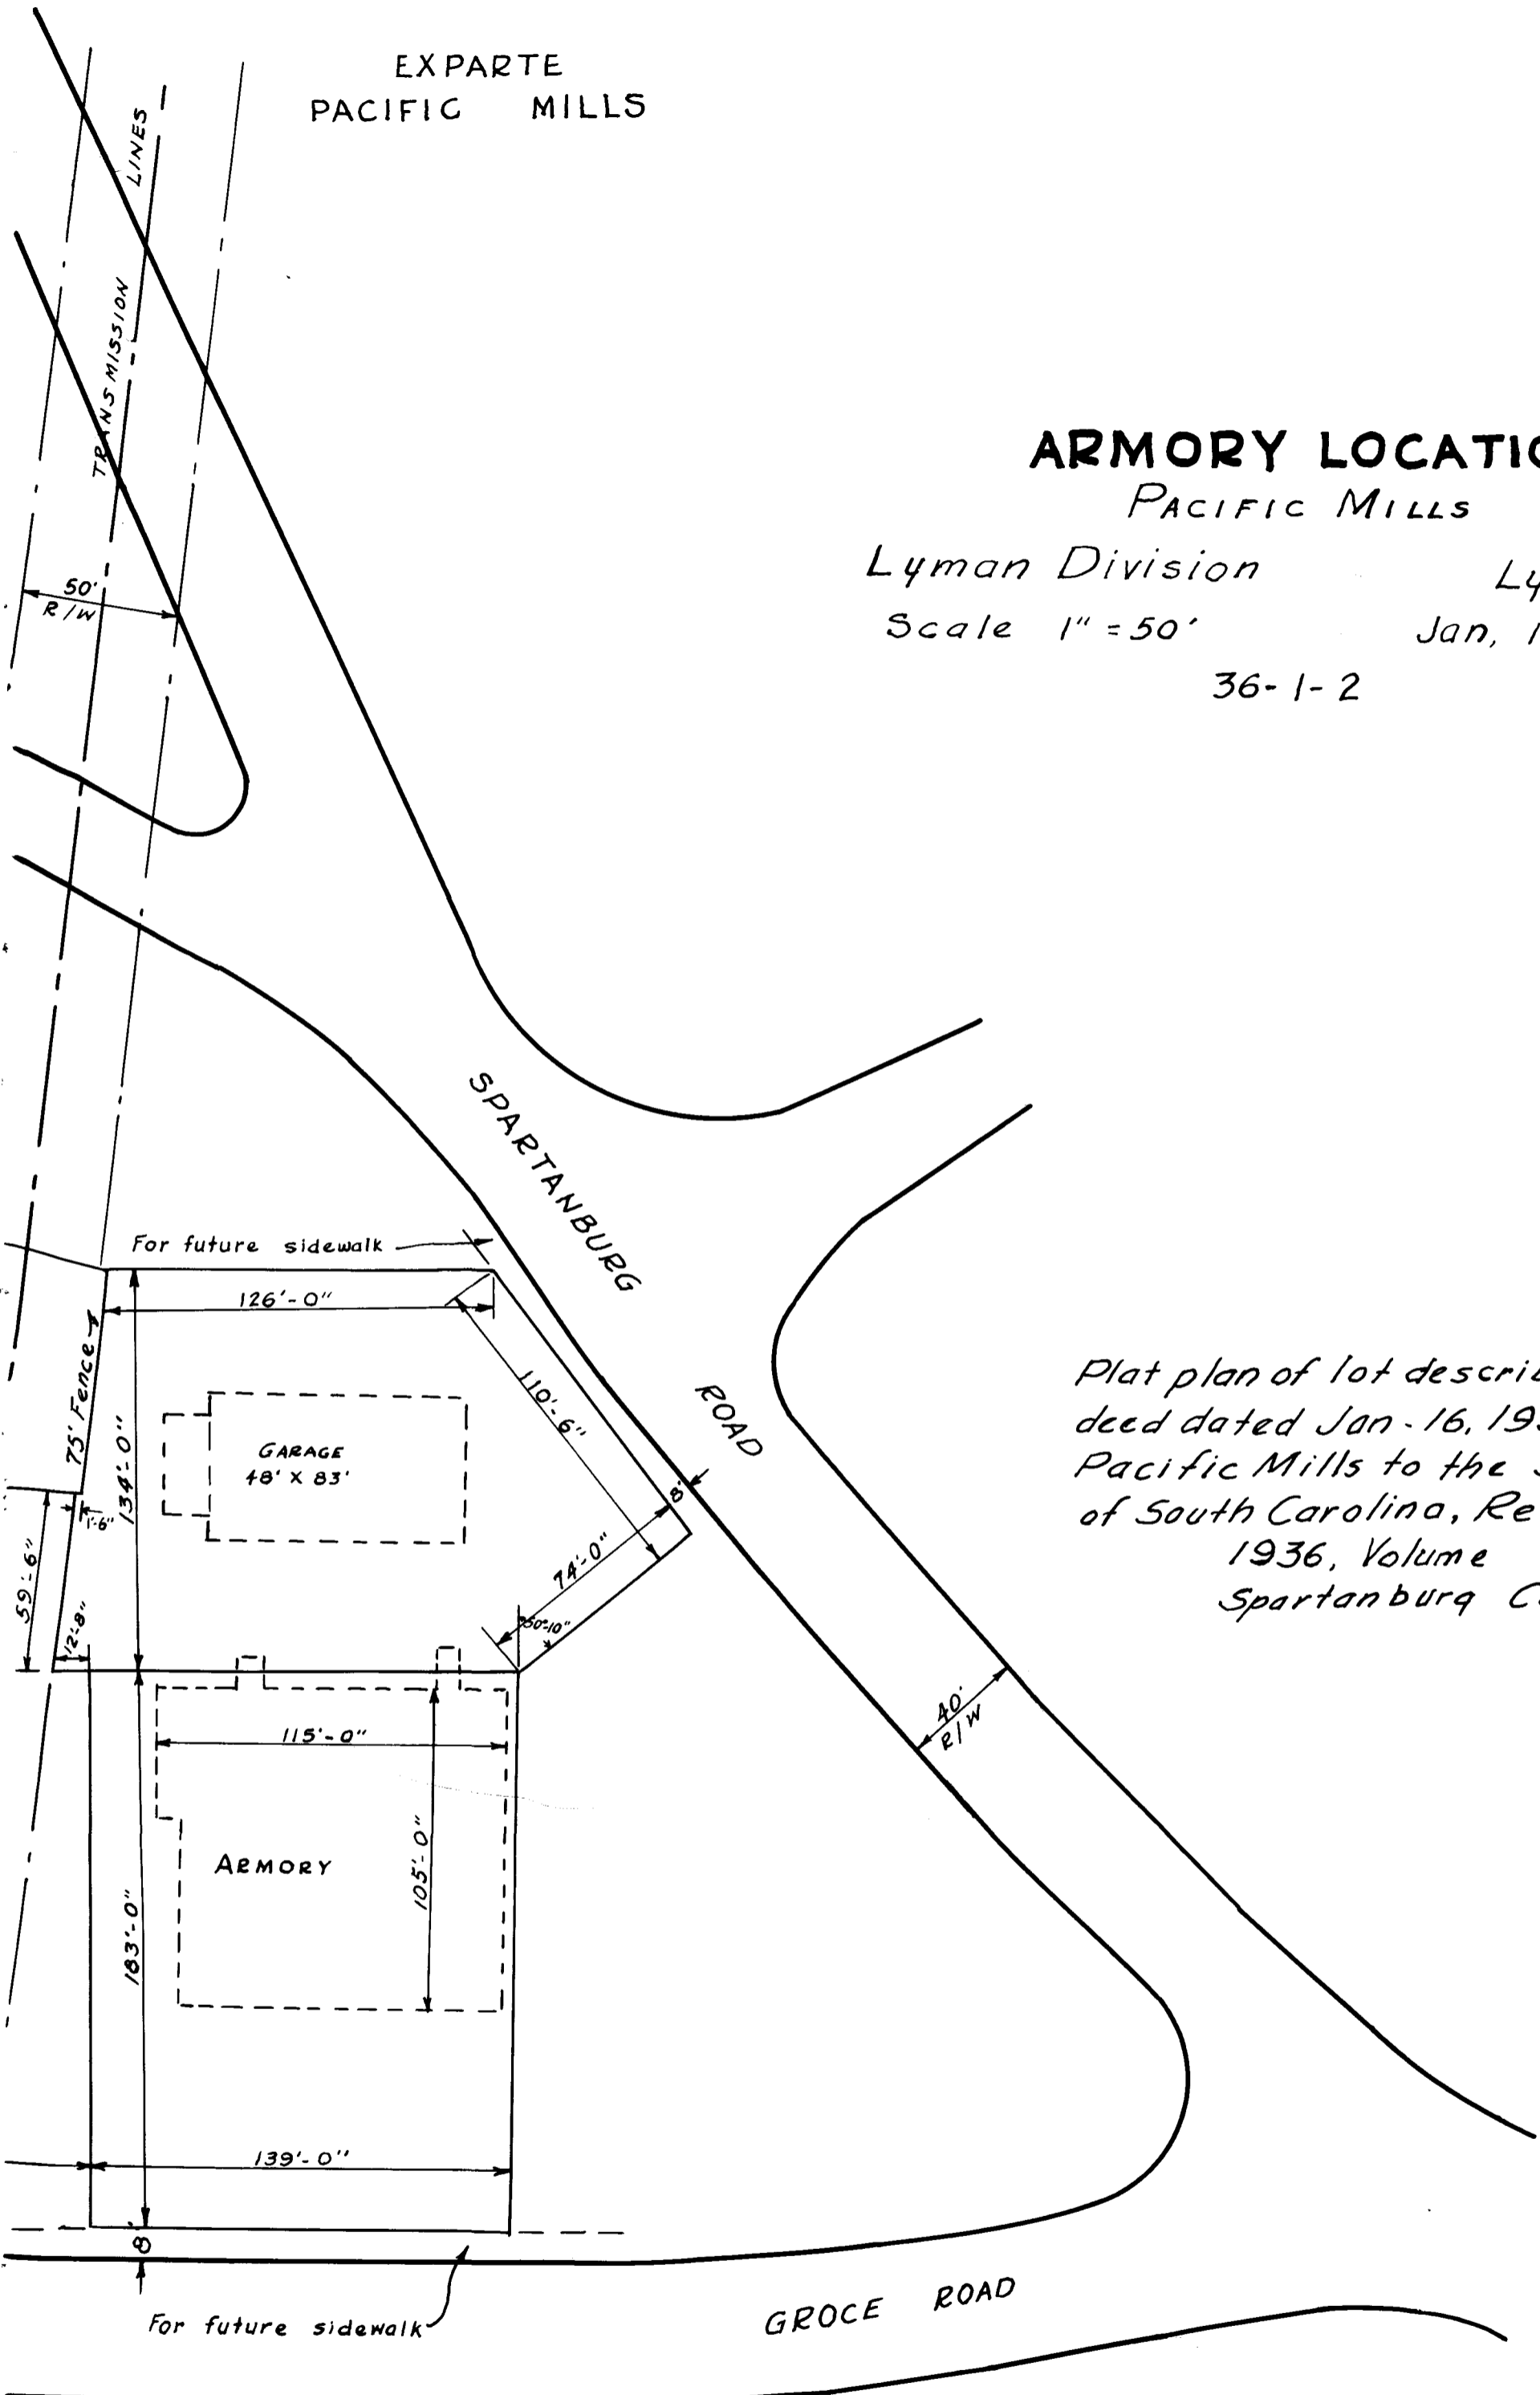 EXPARTE
PACIFIC MILLS
TRANSMISSION LINES
ARMORY LOCATIO
PACIFIC MILLS
Lyman Division Ly
Scale 1" = 50' Jan, 1
36-1-2
50'
R/W
SPARTANBURG ROAD
For future sidewalk
126'-0"
75' Fence
134'-0"
110'-6"
GARAGE
48' X 83'
8'
1'-6"
59'-6"
12'-8"
74'-0"
50°-10"
Plat plan of lot describ
deed dated Jan-16, 19
Pacific Mills to the
of South Carolina, Re
1936, Volume
Spartanburg C
40'
R/W
115'-0"
105'-0"
ARMORY
183'-0"
139'-0"
8'
For future sidewalk
GROCE ROAD